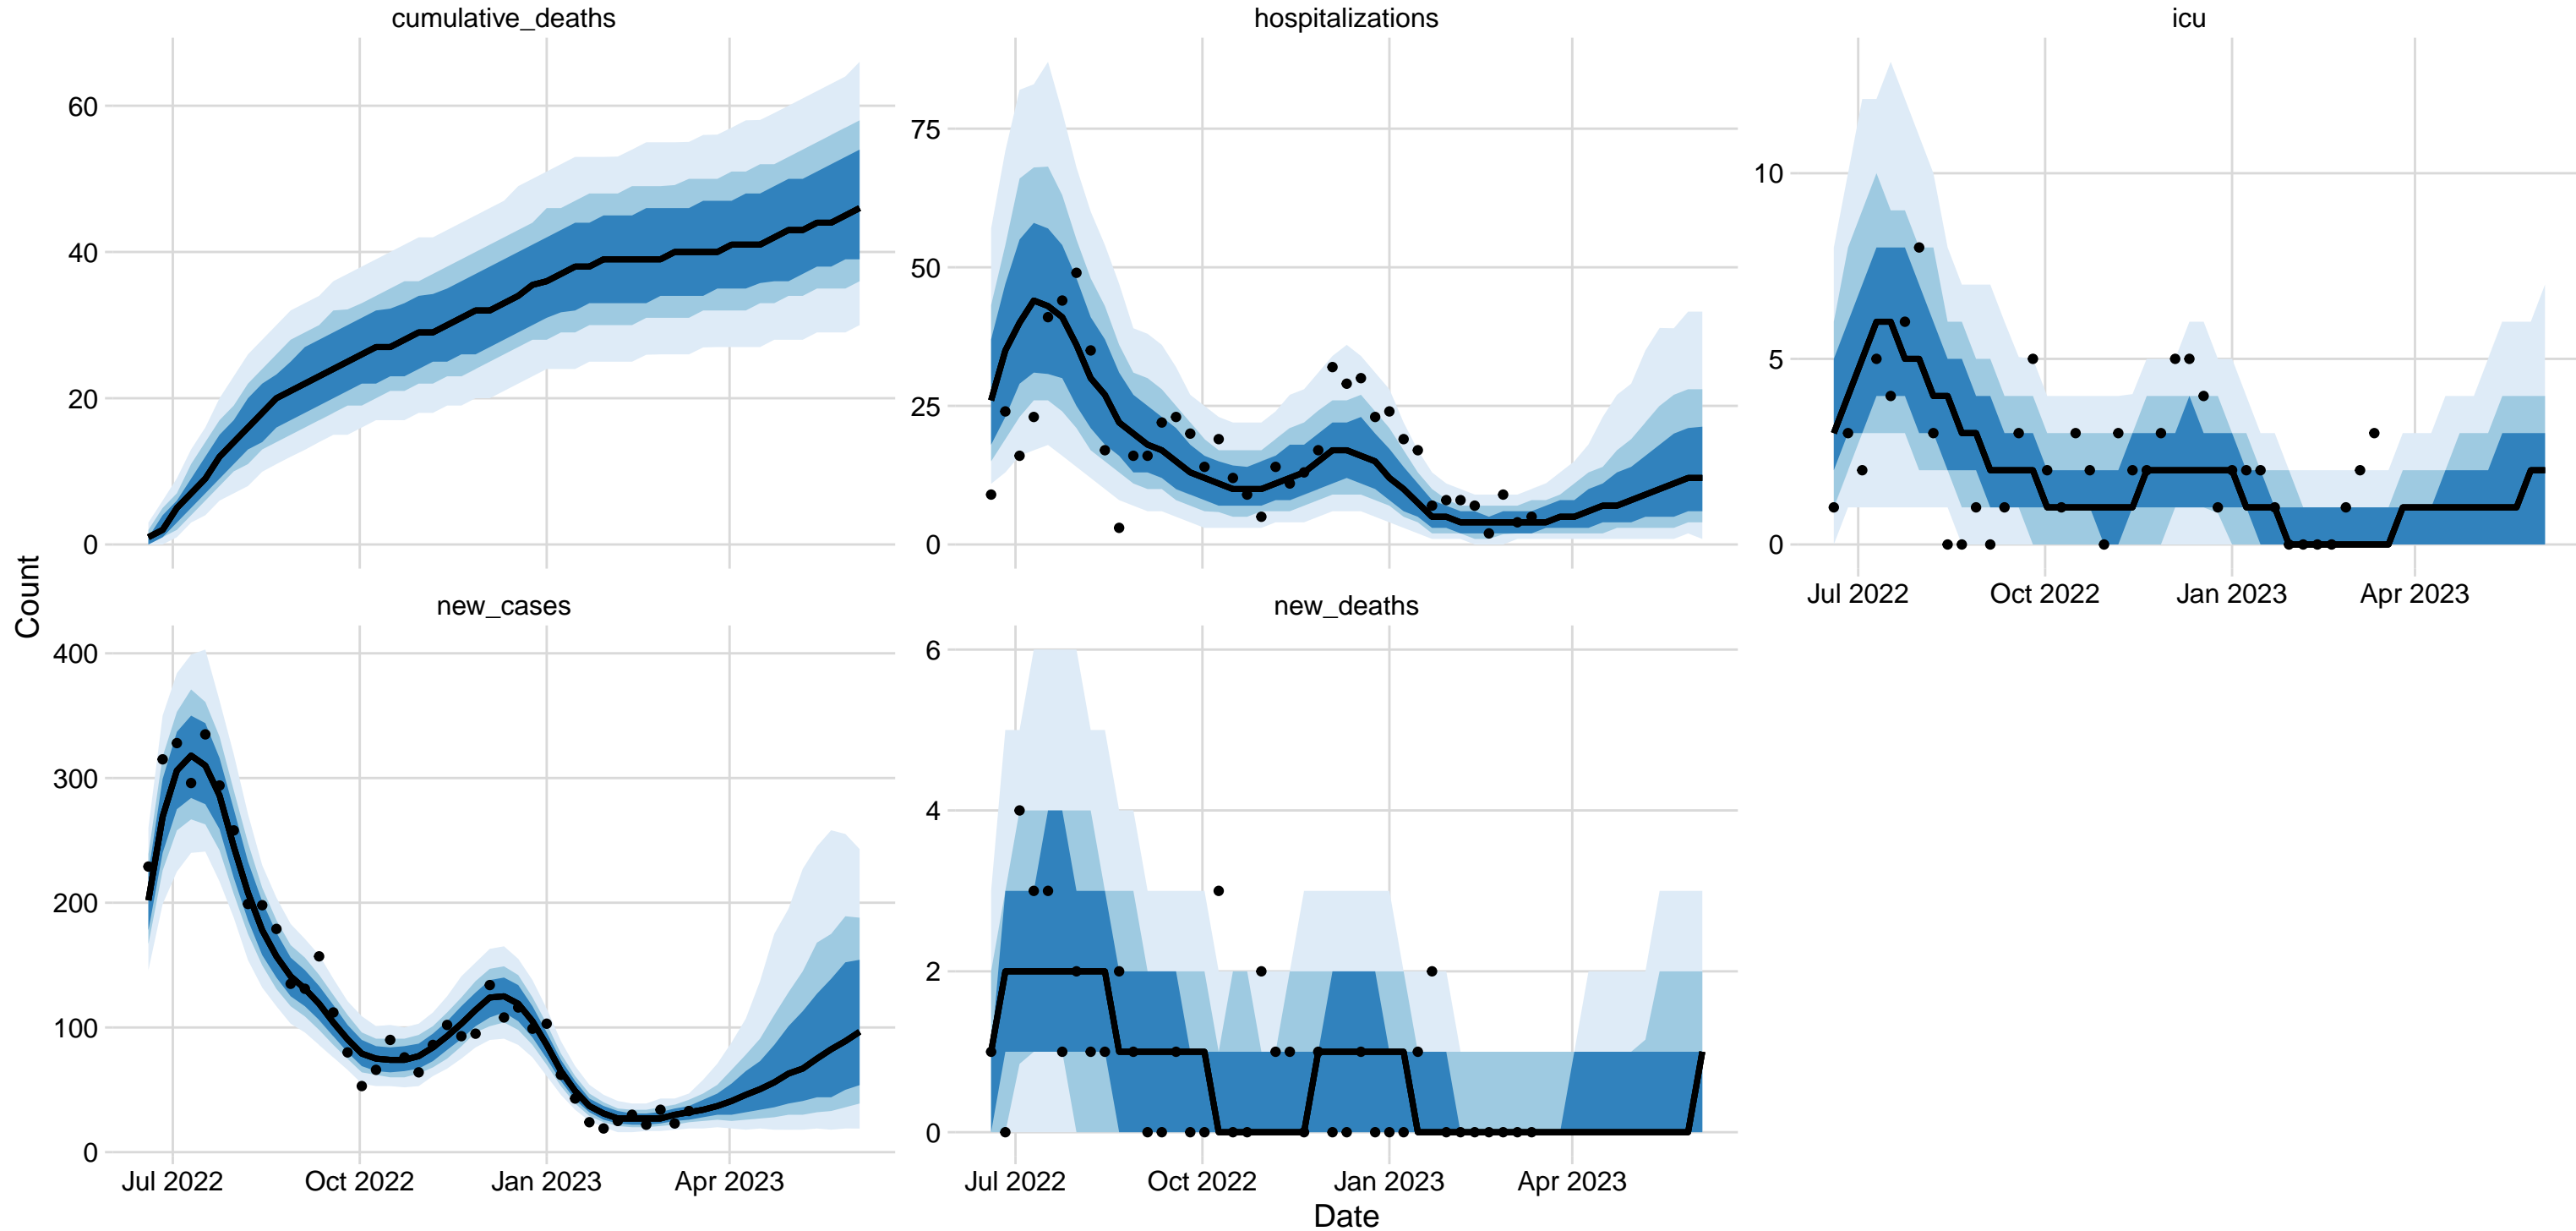 cumulative_deaths
hospitalizations
icu
60
40
20
0
75
50
25
0
10
5
0
Jul 2022
Oct 2022
Jan 2023
Apr 2023
Count
new_cases
new_deaths
400
300
200
100
0
6
4
2
0
Jul 2022
Oct 2022
Jan 2023
Apr 2023
Jul 2022
Oct 2022
Jan 2023
Apr 2023
Date